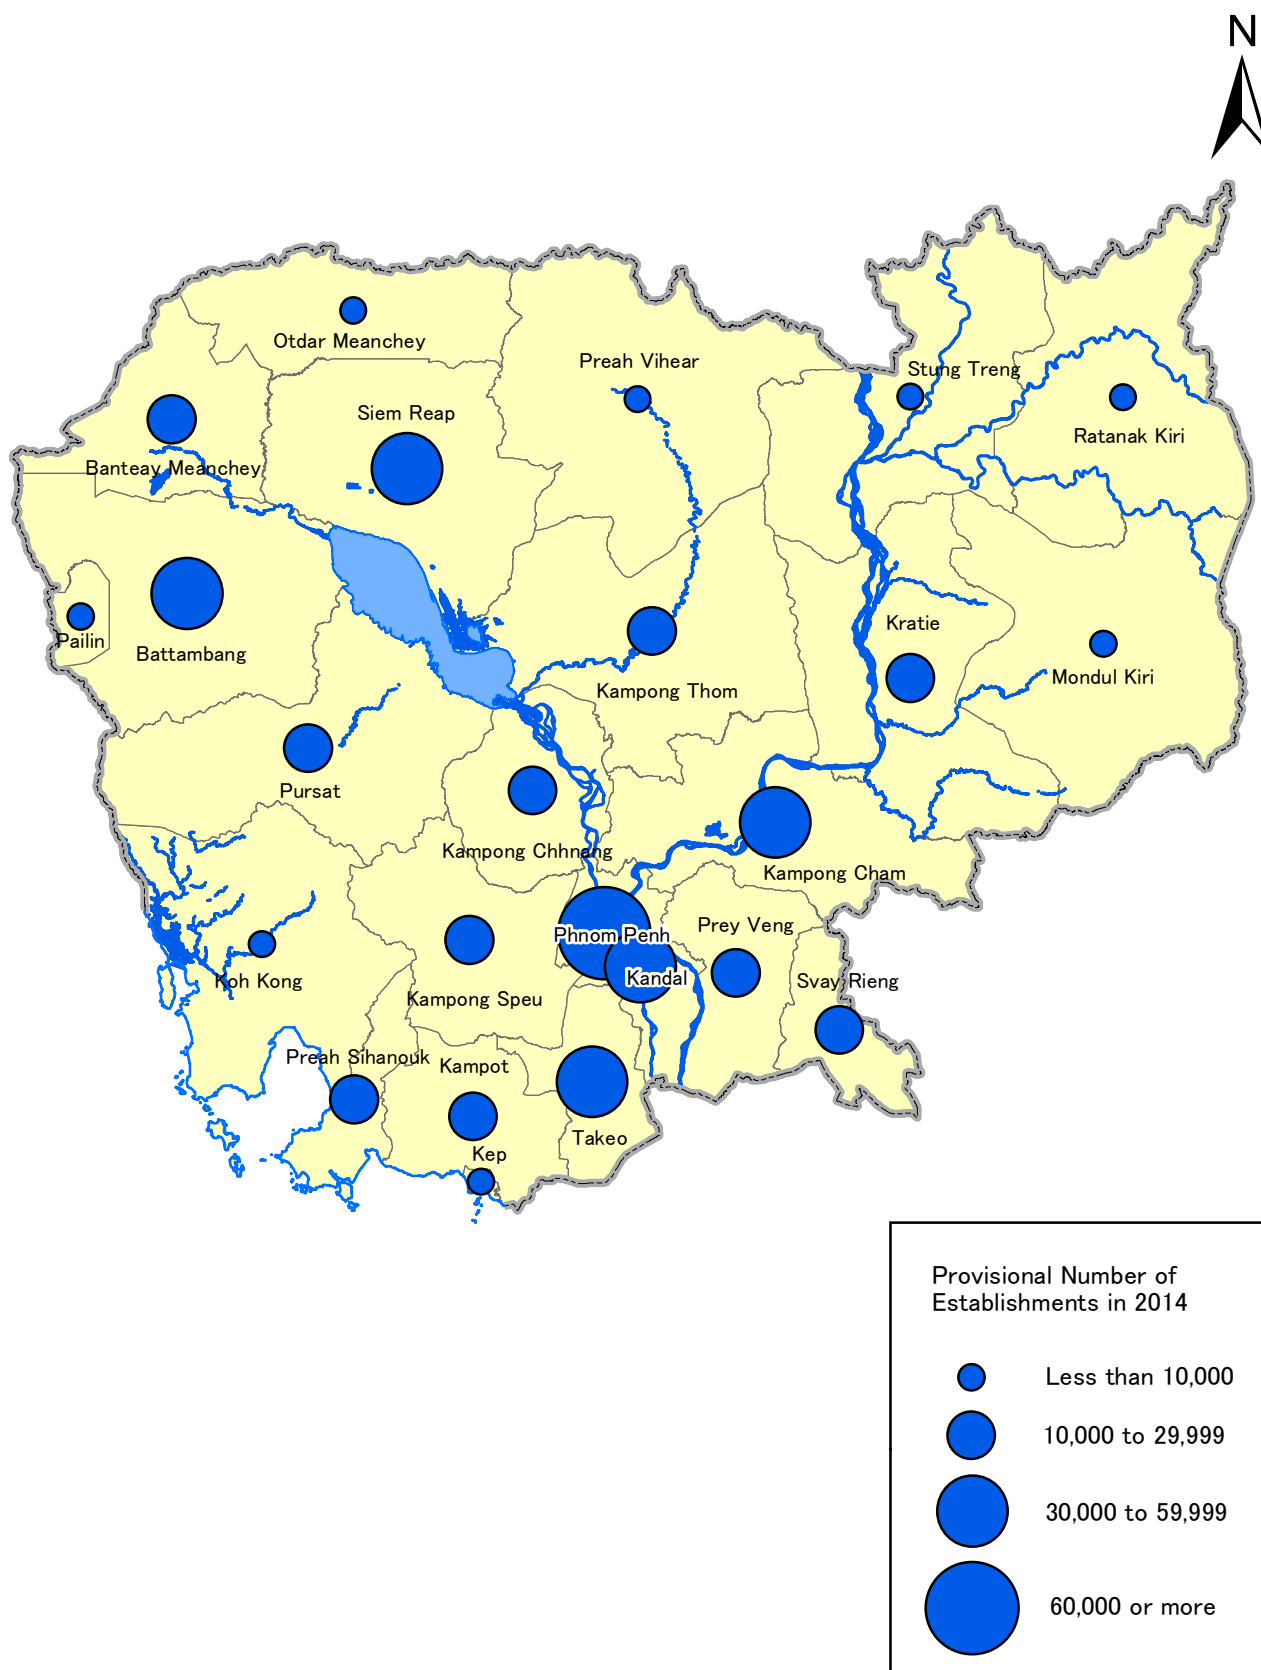 N
Otdar Meanchey
Preah Vihear
Stung Treng
Siem Reap
Ratanak Kiri
Banteay Meanchey
Kratie
Pailin
Battambang
Mondul Kiri
Kampong Thom
Pursat
Kampong Chhnang
Kampong Cham
Prey Veng
Phnom Penh
Kandal
Koh Kong
Svay Rieng
Kampong Speu
Preah Sihanouk
Kampot
Takeo
Kep
Provisional Number of
Establishments in 2014
Less than 10,000
10,000 to 29,999
30,000 to 59,999
60,000 or more